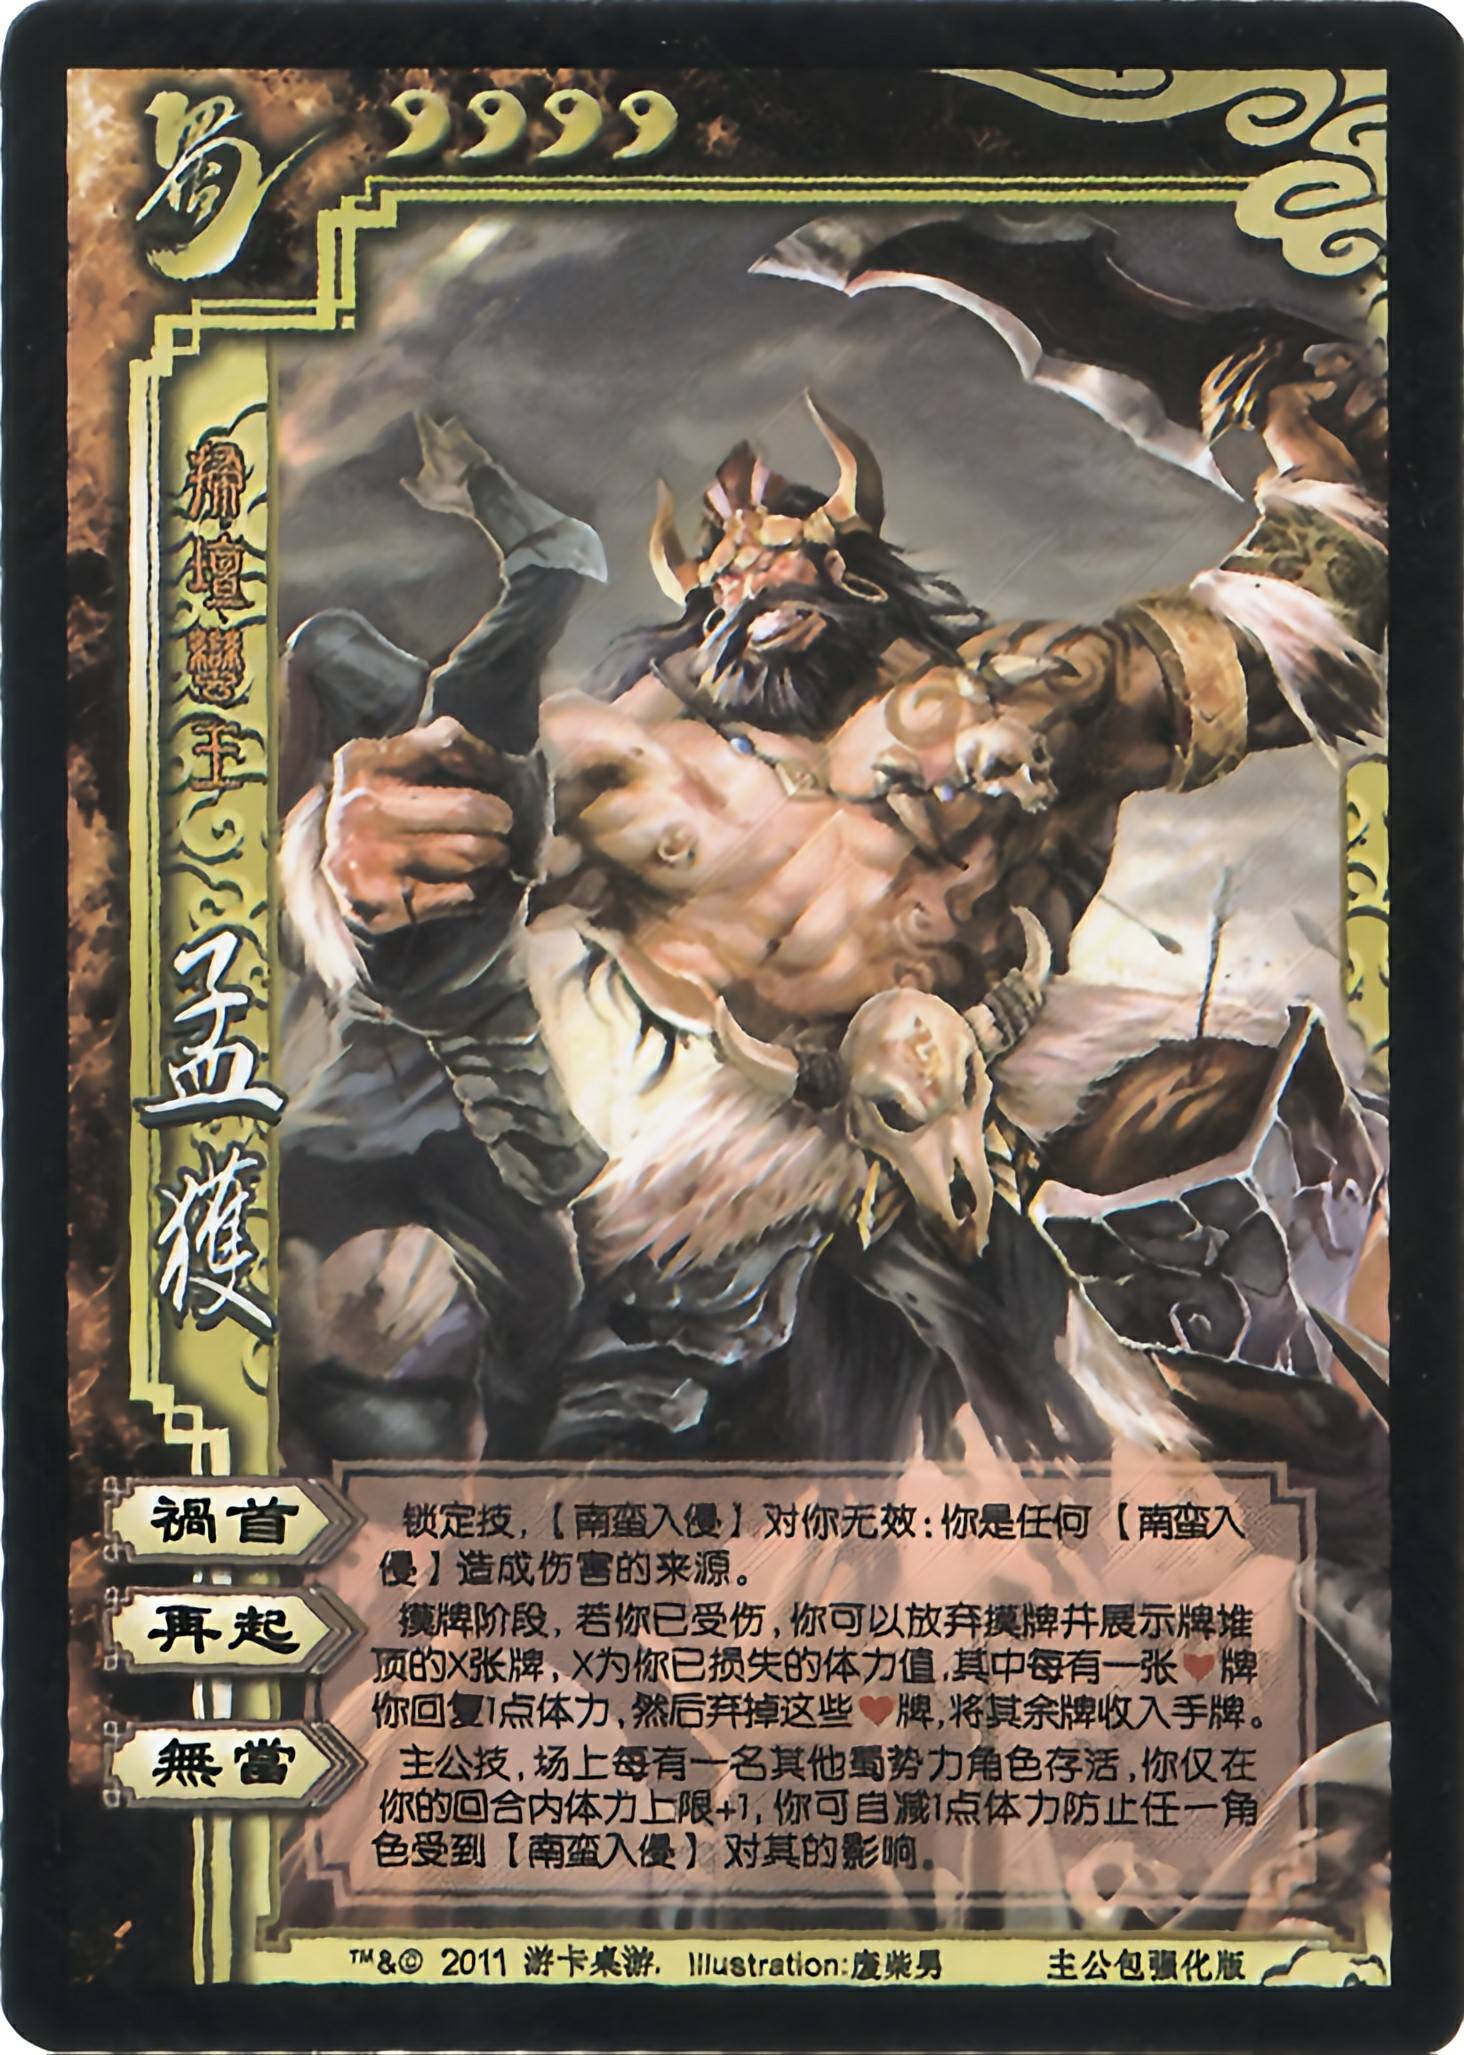 蜀
孟獲
禍首
锁定技，【南蛮入侵】对你无效；你是任何【南蛮入
侵】造成伤害的来源。
再起
摸牌阶段，若你已受伤，你可以放弃摸牌并展示牌堆
顶的X张牌，X为你已损失的体力值，其中每有一张♥牌
你回复1点体力，然后弃掉这些♥牌，将其余牌收入手牌。
無當
主公技，场上每有一名其他蜀势力角色存活，你仅在
你的回合内体力上限+1，你可自减1点体力防止任一角
色受到【南蛮入侵】对其的影响。
™&© 2011 游卡桌游. Illustration:废柴男
主公包强化版